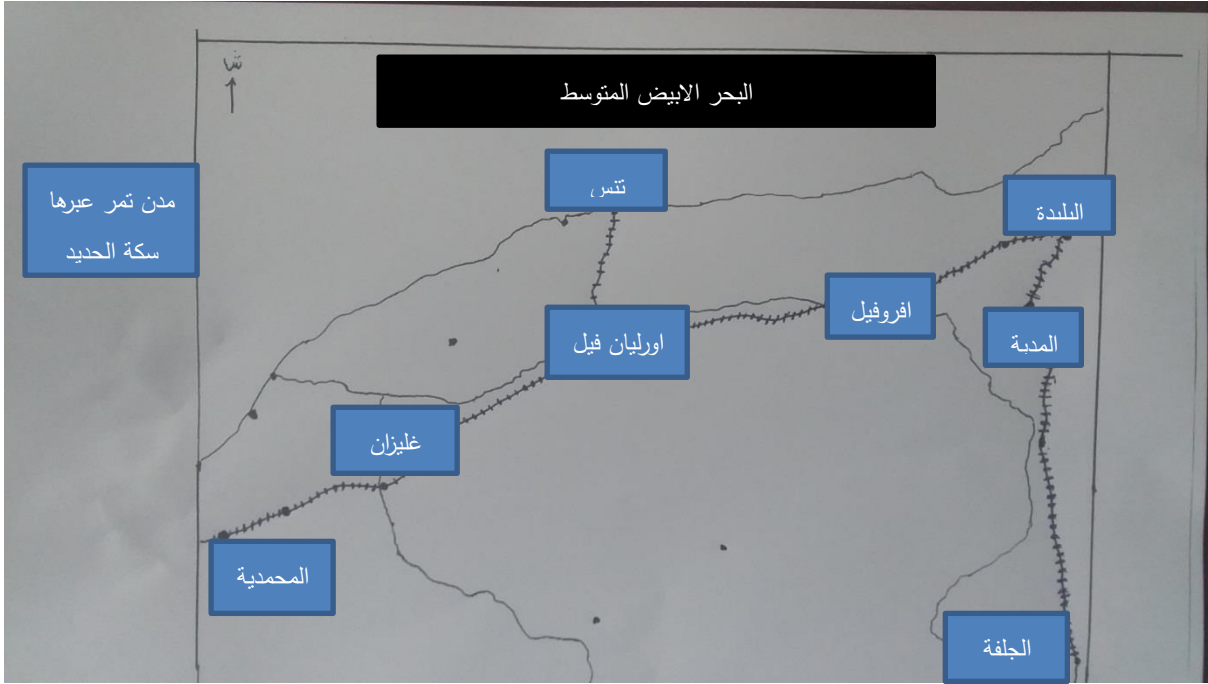 ش
البحر الابيض المتوسط
تنس
البليدة
مدن تمر عبرها
سكة الحديد
افروفيل
المدية
اورليان فيل
غليزان
المحمدية
الجلفة